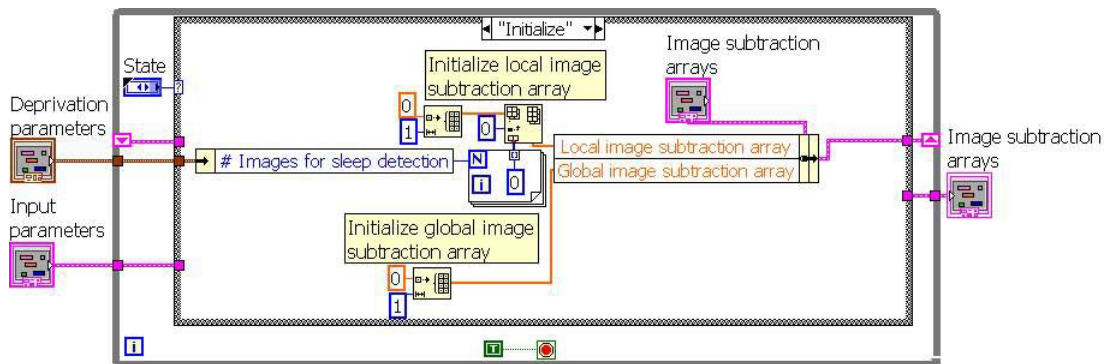 "Initialize"
State
Deprivation
parameters
Input
parameters
Initialize local image
subtraction array
0
1
0
# Images for sleep detection
N
i
0
Image subtraction
arrays
Local image subtraction array
Global image subtraction array
Initialize global image
subtraction array
0
1
Image subtraction
arrays
i
T
?